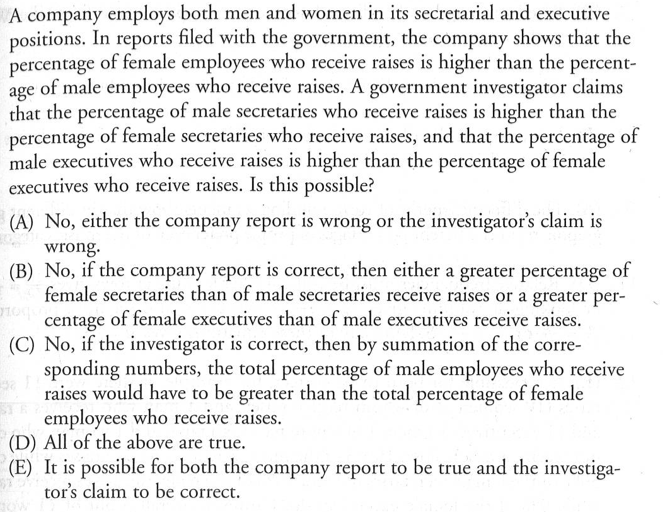 A company employs both men and women in its secretarial and executive
positions. In reports filed with the government, the company shows that the
percentage of female employees who receive raises is higher than the percent-
age of male employees who receive raises. A government investigator claims
that the percentage of male secretaries who receive raises is higher than the
percentage of female secretaries who receive raises, and that the percentage of
male executives who receive raises is higher than the percentage of female
executives who receive raises. Is this possible?
(A) No, either the company report is wrong or the investigator's claim is
wrong.
(B) No, if the company report is correct, then either a greater percentage of
female secretaries than of male secretaries receive raises or a greater per-
centage of female executives than of male executives receive raises.
(C) No, if the investigator is correct, then by summation of the corre-
sponding numbers, the total percentage of male employees who receive
raises would have to be greater than the total percentage of female
employees who receive raises.
(D) All of the above are true.
(E) It is possible for both the company report to be true and the investiga-
tor's claim to be correct.